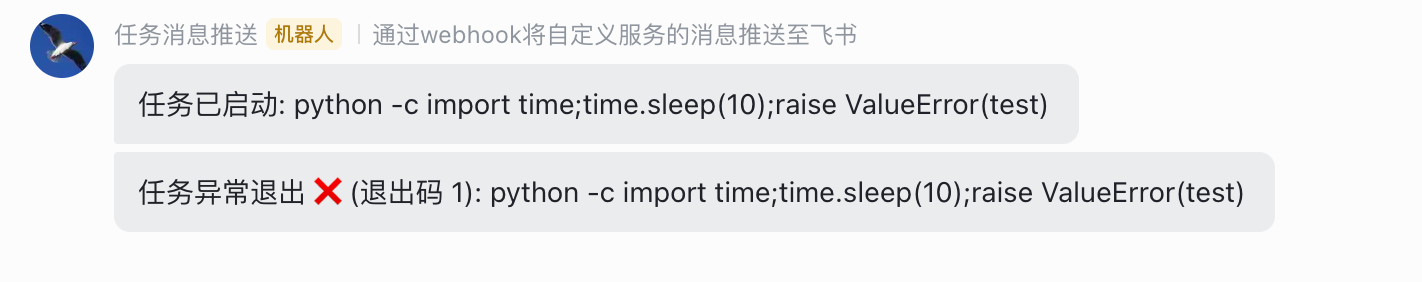 任务消息推送 机器人 | 通过webhook将自定义服务的消息推送至飞书
任务已启动: python -c import time;time.sleep(10);raise ValueError(test)
任务异常退出 ❌ (退出码 1): python -c import time;time.sleep(10);raise ValueError(test)